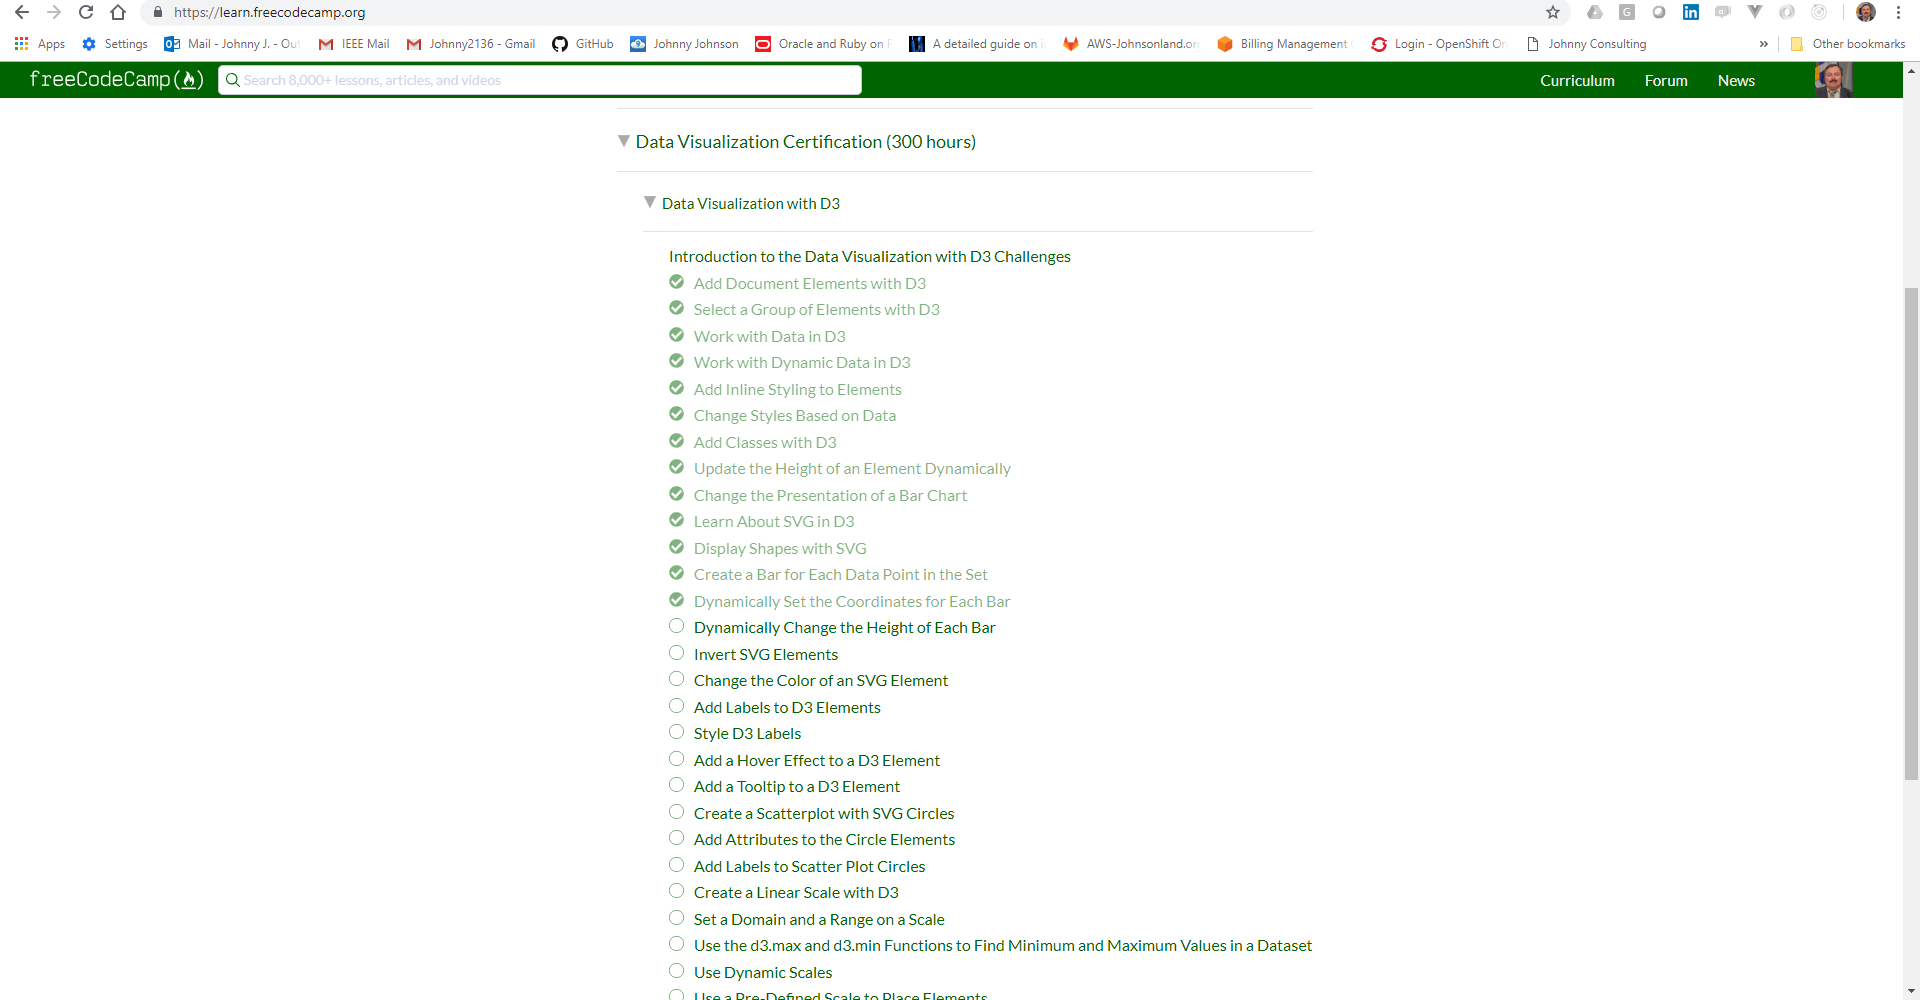 https://learn.freecodecamp.org
Apps Settings Mail - Johnny J. - Out IEEE Mail Johnny2136 - Gmail GitHub Johnny Johnson Oracle and Ruby on A detailed guide on AWS-Johnsonland.org Billing Management Login - OpenShift On Johnny Consulting » Other bookmarks
freeCodeCamp Search 8,000+ lessons, articles, and videos Curriculum Forum News
Data Visualization Certification (300 hours)
Data Visualization with D3
Introduction to the Data Visualization with D3 Challenges
Add Document Elements with D3
Select a Group of Elements with D3
Work with Data in D3
Work with Dynamic Data in D3
Add Inline Styling to Elements
Change Styles Based on Data
Add Classes with D3
Update the Height of an Element Dynamically
Change the Presentation of a Bar Chart
Learn About SVG in D3
Display Shapes with SVG
Create a Bar for Each Data Point in the Set
Dynamically Set the Coordinates for Each Bar
Dynamically Change the Height of Each Bar
Invert SVG Elements
Change the Color of an SVG Element
Add Labels to D3 Elements
Style D3 Labels
Add a Hover Effect to a D3 Element
Add a Tooltip to a D3 Element
Create a Scatterplot with SVG Circles
Add Attributes to the Circle Elements
Add Labels to Scatter Plot Circles
Create a Linear Scale with D3
Set a Domain and a Range on a Scale
Use the d3.max and d3.min Functions to Find Minimum and Maximum Values in a Dataset
Use Dynamic Scales
Use a Pre-Defined Scale to Place Elements